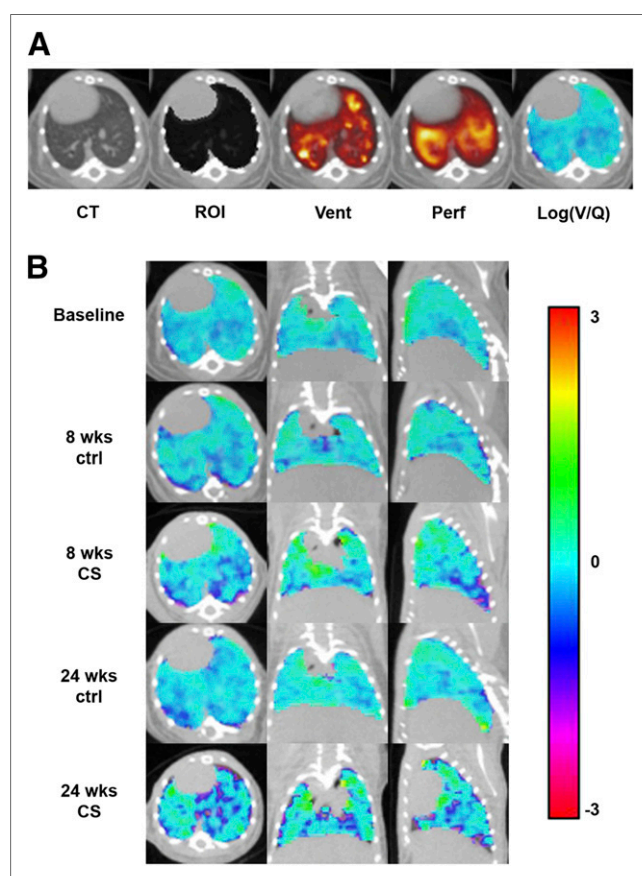 A
CT
ROI
Vent
Perf
Log(V/Q)
B
Baseline
8 wks
ctrl
8 wks
CS
24 wks
ctrl
24 wks
CS
3
0
-3